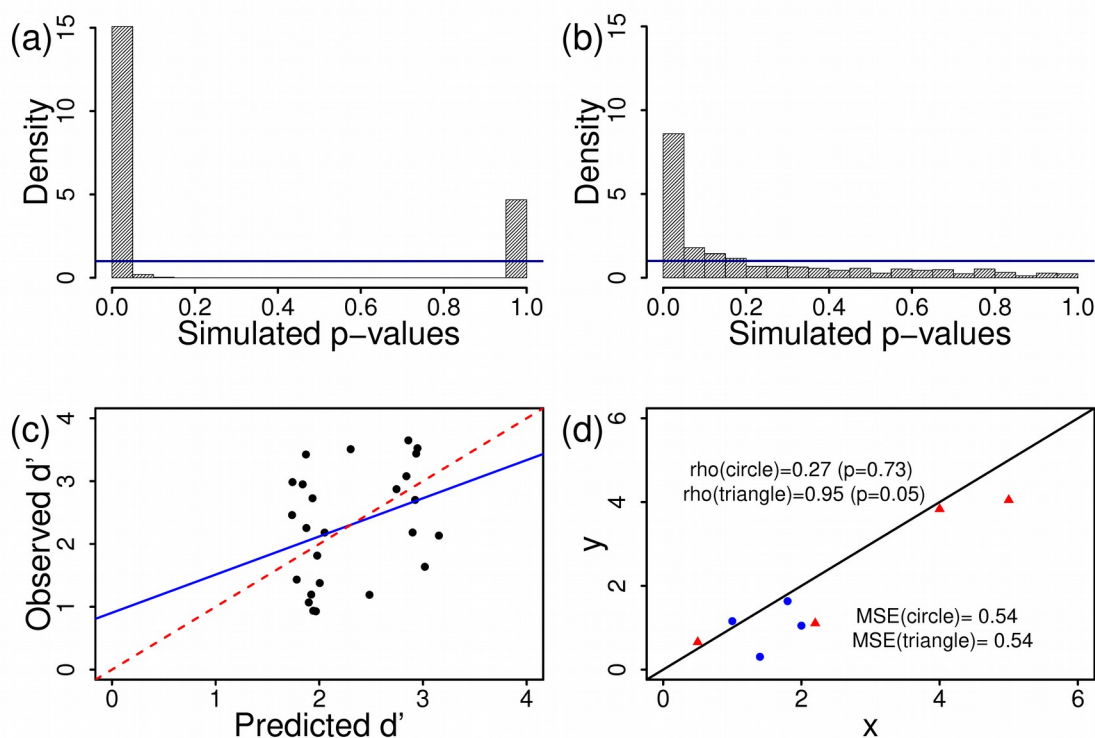 (a)
Density
15
10
5
0
0.0 0.2 0.4 0.6 0.8 1.0
Simulated p−values
(b)
Density
15
10
5
0
0.0 0.2 0.4 0.6 0.8 1.0
Simulated p−values
(c)
Observed d'
4
3
2
1
0
0 1 2 3 4
Predicted d'
(d)
y
6
4
2
0
rho(circle)=0.27 (p=0.73)
rho(triangle)=0.95 (p=0.05)
MSE(circle)= 0.54
MSE(triangle)= 0.54
0 2 4 6
x